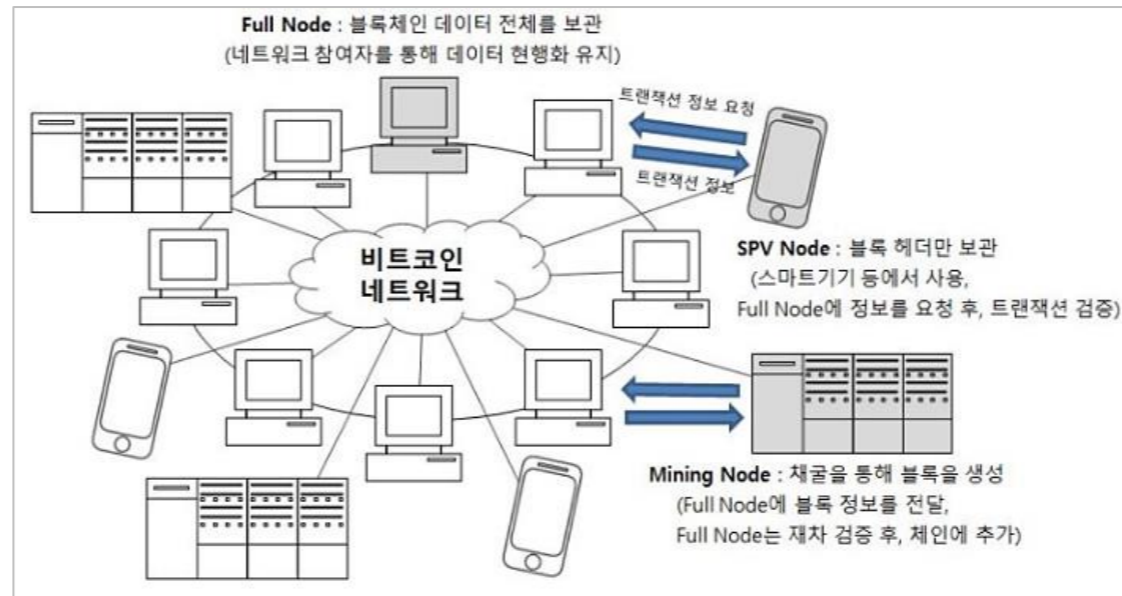 Full Node : 블록체인 데이터 전체를 보관
(네트워크 참여자를 통해 데이터 현행화 유지)
트랜잭션 정보 요청
트랜잭션 정보
비트코인
네트워크
SPV Node : 블록 헤더만 보관
(스마트기기 등에서 사용,
Full Node에 정보를 요청 후, 트랜잭션 검증)
Mining Node : 채굴을 통해 블록을 생성
(Full Node에 블록 정보를 전달,
Full Node는 재차 검증 후, 체인에 추가)